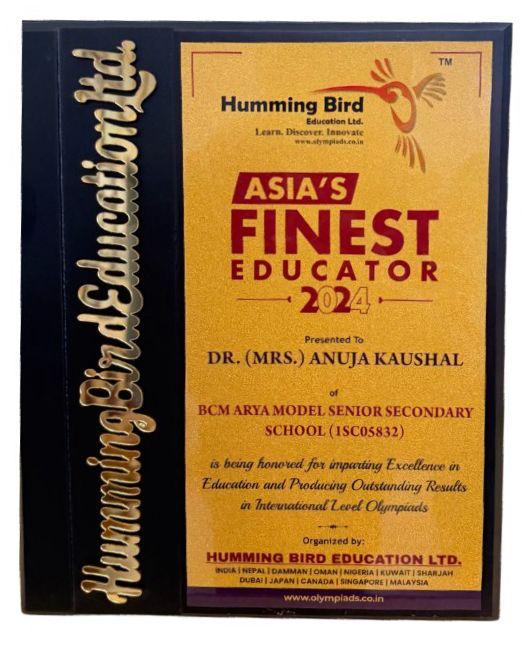 HummingBirdEducationLtd.
TM
Humming Bird
Education Ltd.
Learn. Discover. Innovate
www.olympiads.co.in
ASIA'S
FINEST
EDUCATOR
2024
Presented To
DR. (MRS.) ANUJA KAUSHAL
of
BCM ARYA MODEL SENIOR SECONDARY
SCHOOL (1SC05832)
is being honored for imparting Excellence in
Education and Producing Outstanding Results
in International Level Olympiads
Organized by:
HUMMING BIRD EDUCATION LTD.
INDIA | NEPAL | DAMMAN | OMAN | NIGERIA | KUWAIT | SHARJAH
DUBAI | JAPAN | CANADA | SINGAPORE | MALAYSIA
www.olympiads.co.in